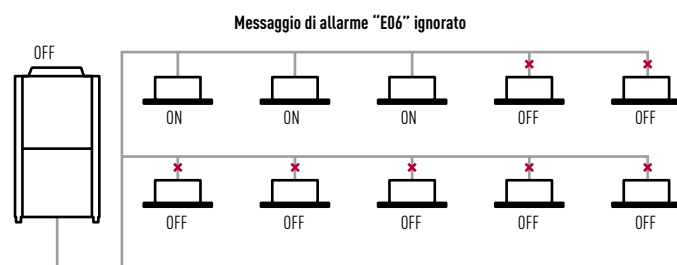 Messaggio di allarme “E06” ignorato
OFF
ON ON ON OFF OFF
OFF OFF OFF OFF OFF